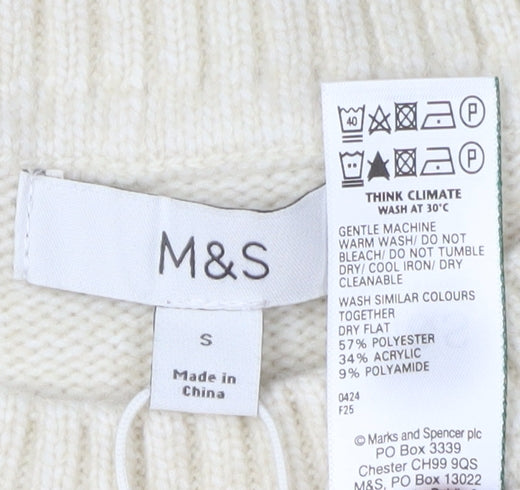 M&S
S
Made in
China
40
P
P
THINK CLIMATE
WASH AT 30°C
GENTLE MACHINE
WARM WASH/ DO NOT
BLEACH/ DO NOT TUMBLE
DRY/ COOL IRON/ DRY
CLEANABLE
WASH SIMILAR COLOURS
TOGETHER
DRY FLAT
57% POLYESTER
34% ACRYLIC
9% POLYAMIDE
0424
F25
© Marks and Spencer plc
PO Box 3339
Chester CH99 9QS
M&S, PO BOX 13022